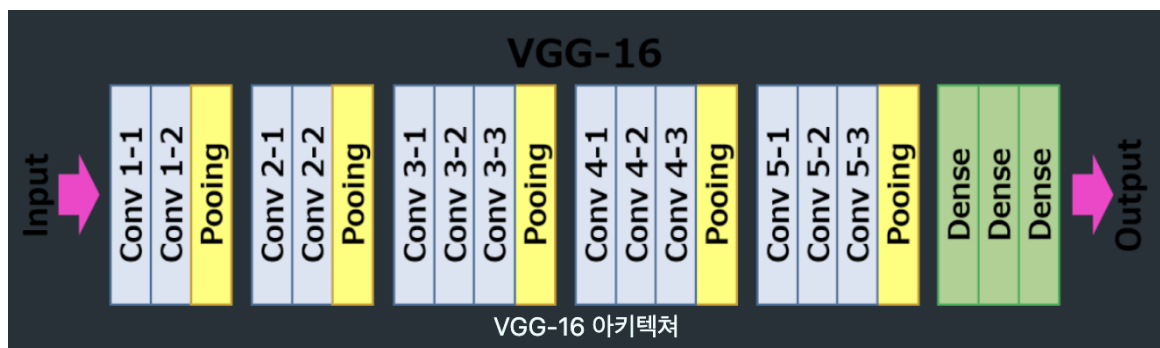 VGG-16
Input
Conv 1-1
Conv 1-2
Pooing
Conv 2-1
Conv 2-2
Pooing
Conv 3-1
Conv 3-2
Conv 3-3
Pooing
Conv 4-1
Conv 4-2
Conv 4-3
Pooing
Conv 5-1
Conv 5-2
Conv 5-3
Pooing
Dense
Dense
Dense
Output
VGG-16 아키텍쳐